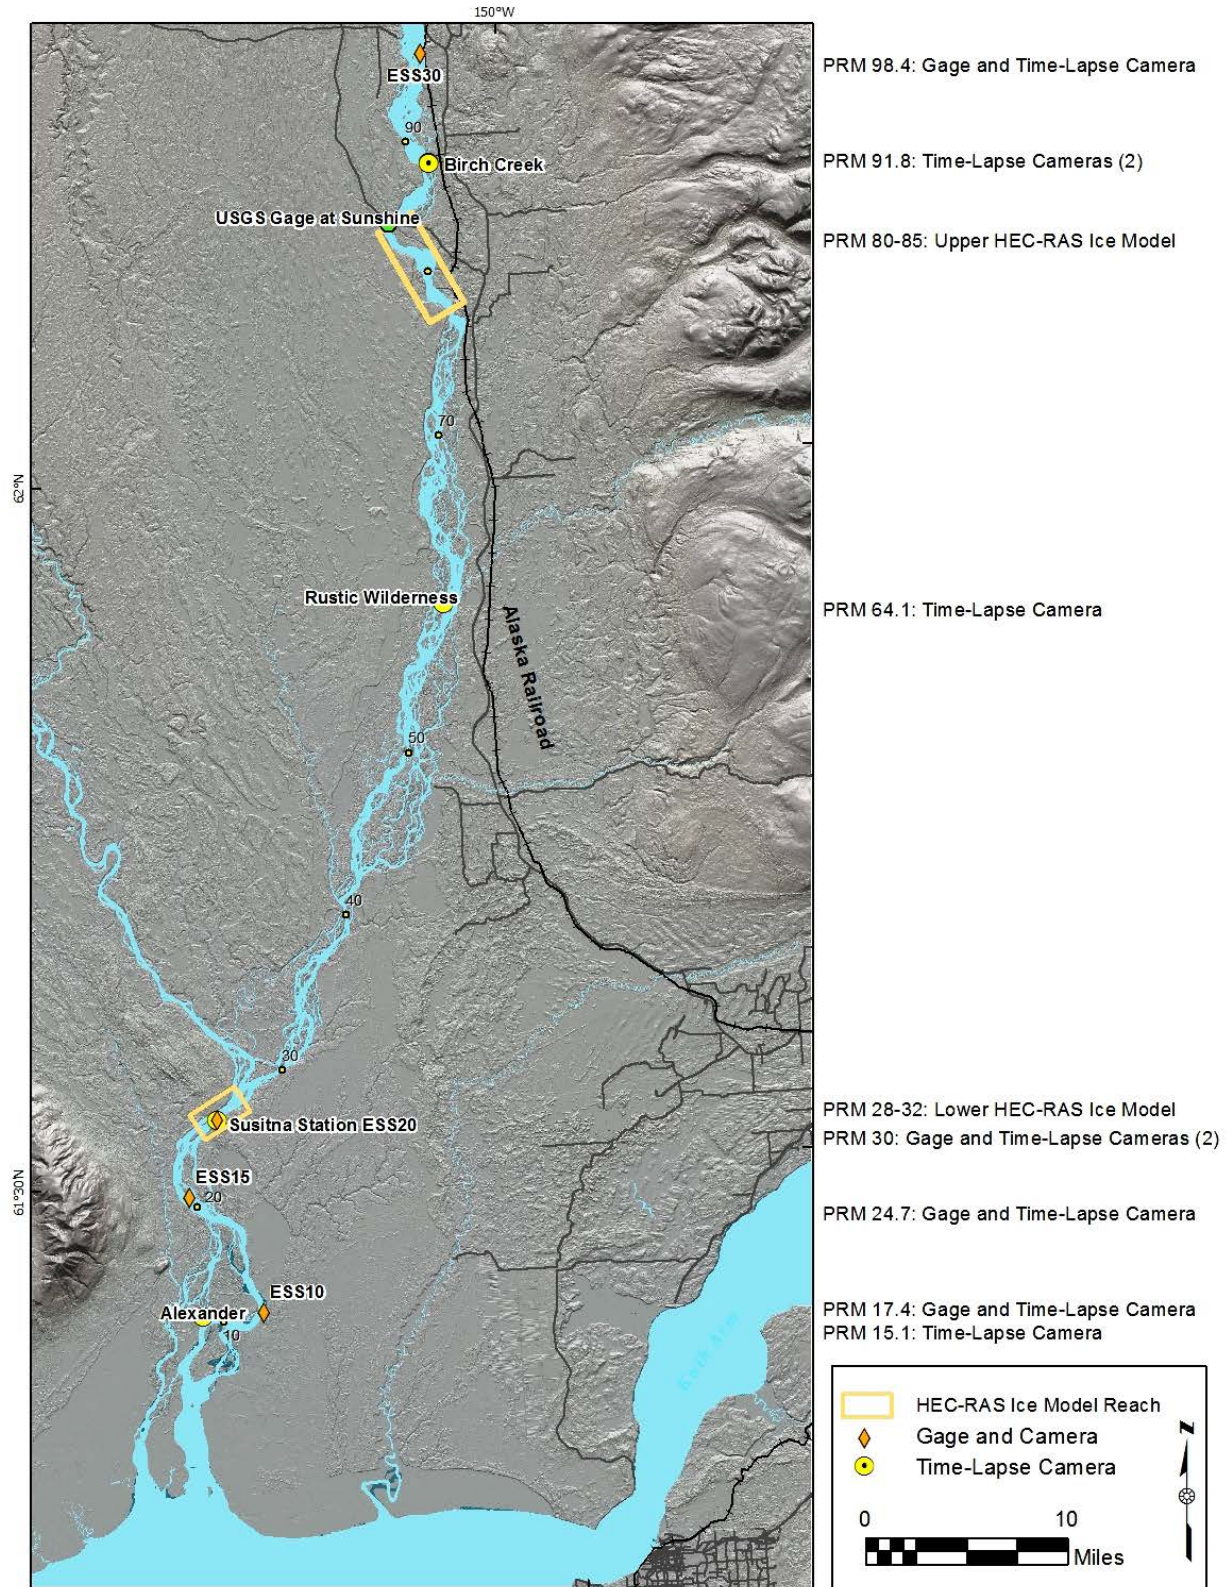 150°W
PRM 98.4: Gage and Time-Lapse Camera
ESS30
90
Birch Creek
PRM 91.8: Time-Lapse Cameras (2)
USGS Gage at Sunshine
PRM 80-85: Upper HEC-RAS Ice Model
70
62°N
Rustic Wilderness
PRM 64.1: Time-Lapse Camera
Alaska Railroad
50
40
30
PRM 28-32: Lower HEC-RAS Ice Model
Susitna Station ESS20
PRM 30: Gage and Time-Lapse Cameras (2)
ESS15
61°30'N
20
PRM 24.7: Gage and Time-Lapse Camera
ESS10
Alexander
PRM 17.4: Gage and Time-Lapse Camera
10
PRM 15.1: Time-Lapse Camera
Knik Arm
HEC-RAS Ice Model Reach
Gage and Camera
Time-Lapse Camera
N
0 10
Miles